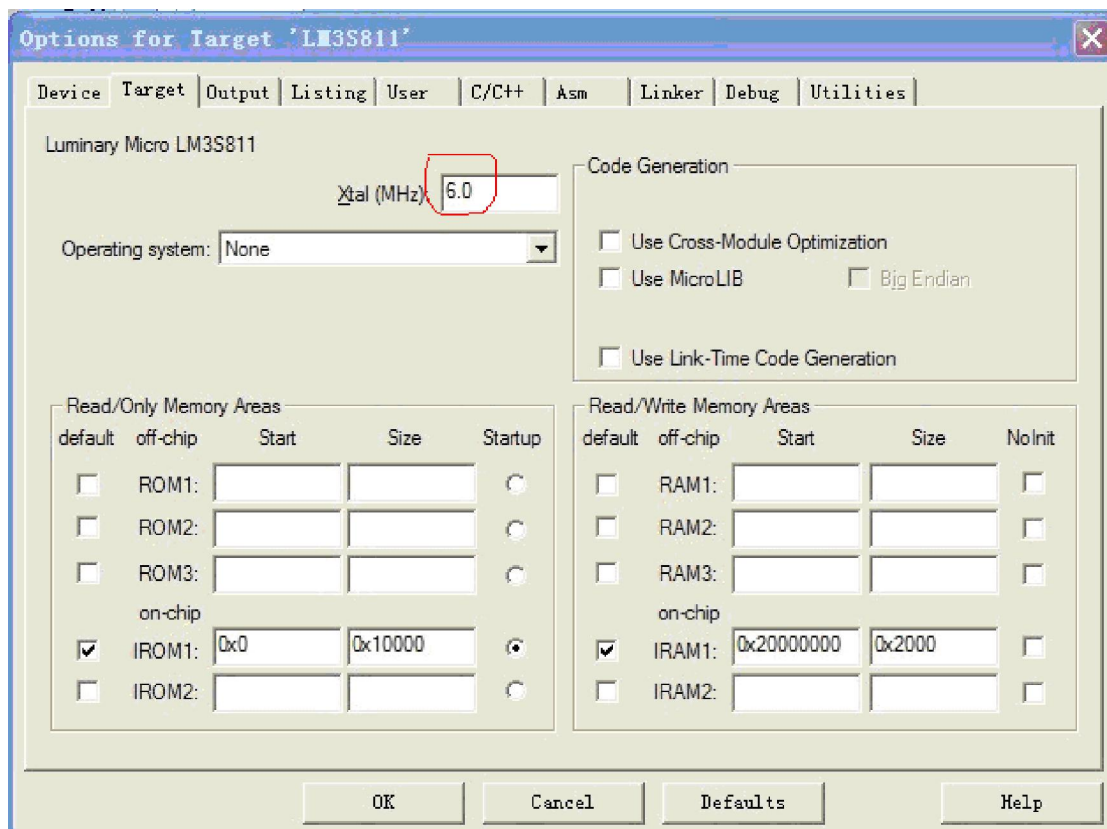 Options for Target 'LM3S811'
Device Target Output Listing User C/C++ Asm Linker Debug Utilities
Luminary Micro LM3S811
Xtal (MHz): 6.0
Operating system: None
Code Generation
Use Cross-Module Optimization
Use MicroLIB Big Endian
Use Link-Time Code Generation
Read/Only Memory Areas
default off-chip Start Size Startup
ROM1:
ROM2:
ROM3:
on-chip
IROM1: 0x0 0x10000
IROM2:
Read/Write Memory Areas
default off-chip Start Size NoInit
RAM1:
RAM2:
RAM3:
on-chip
IRAM1: 0x20000000 0x2000
IRAM2:
OK Cancel Defaults Help